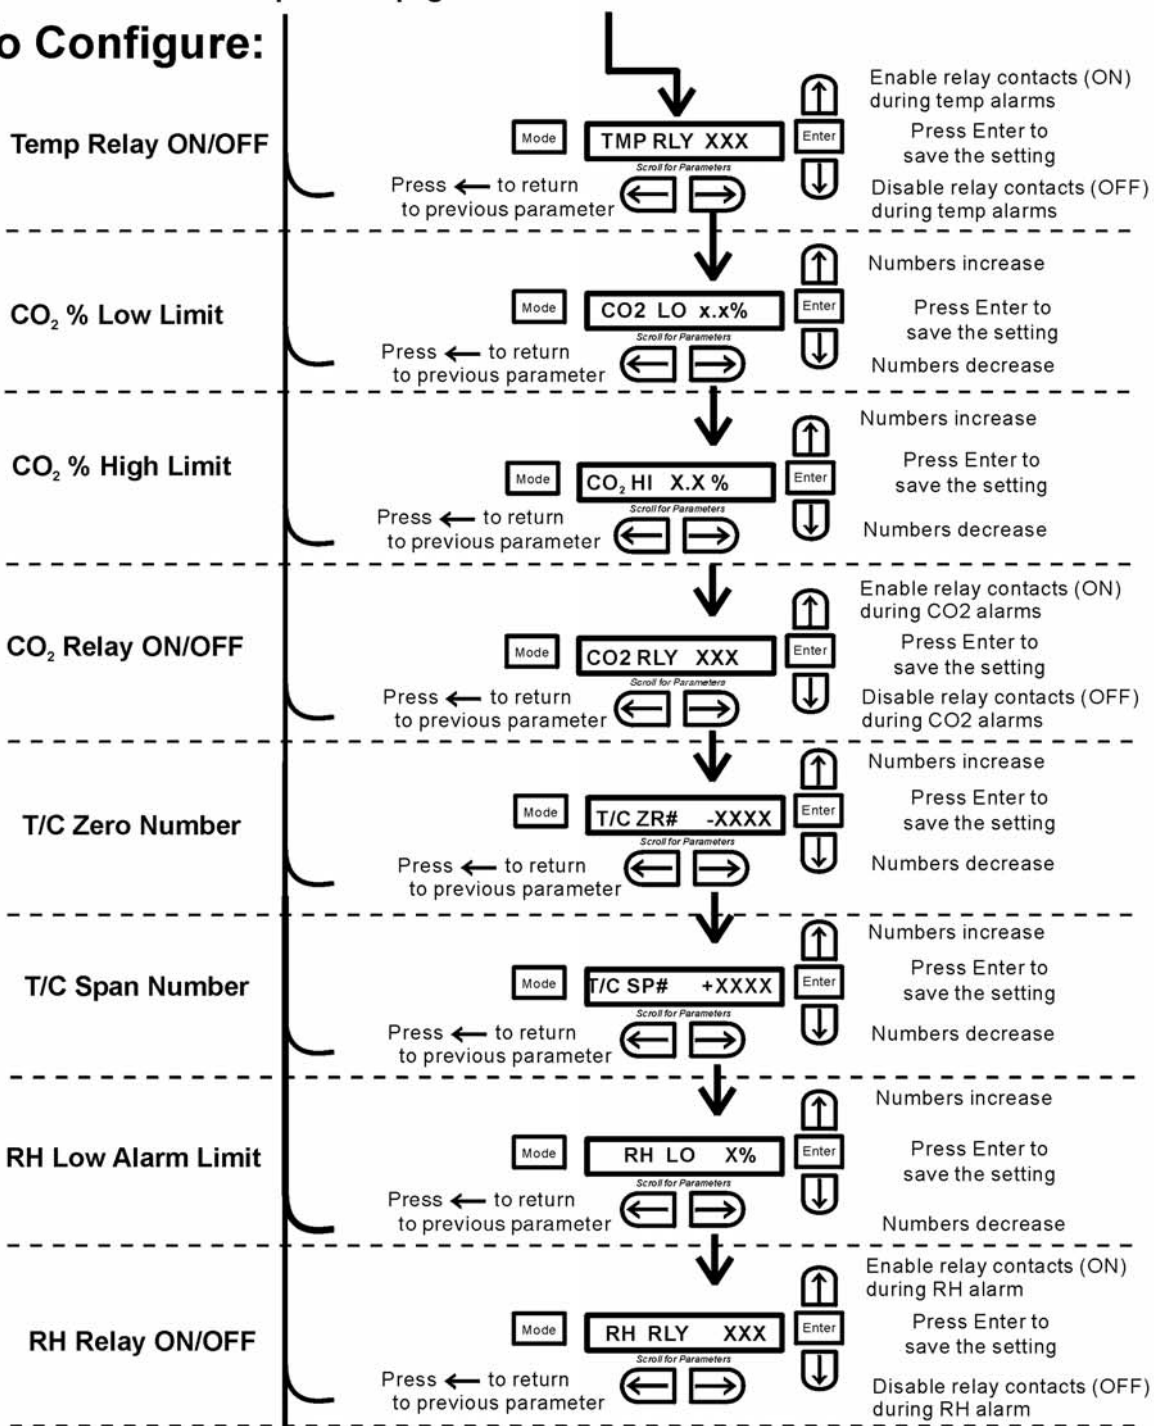 o Configure:
Temp Relay ON/OFF
Mode
TMP RLY XXX
Scroll for Parameters
Press ← to return
to previous parameter
← →
↑
Enter
↓
Enable relay contacts (ON)
during temp alarms
Press Enter to
save the setting
Disable relay contacts (OFF)
during temp alarms
CO₂ % Low Limit
Mode
CO2 LO x.x%
Scroll for Parameters
Press ← to return
to previous parameter
← →
↑
Enter
↓
Numbers increase
Press Enter to
save the setting
Numbers decrease
CO₂ % High Limit
Mode
CO₂ HI X.X %
Scroll for Parameters
Press ← to return
to previous parameter
← →
↑
Enter
↓
Numbers increase
Press Enter to
save the setting
Numbers decrease
CO₂ Relay ON/OFF
Mode
CO2 RLY XXX
Scroll for Parameters
Press ← to return
to previous parameter
← →
↑
Enter
↓
Enable relay contacts (ON)
during CO2 alarms
Press Enter to
save the setting
Disable relay contacts (OFF)
during CO2 alarms
T/C Zero Number
Mode
T/C ZR# -XXXX
Scroll for Parameters
Press ← to return
to previous parameter
← →
↑
Enter
↓
Numbers increase
Press Enter to
save the setting
Numbers decrease
T/C Span Number
Mode
T/C SP# +XXXX
Scroll for Parameters
Press ← to return
to previous parameter
← →
↑
Enter
↓
Numbers increase
Press Enter to
save the setting
Numbers decrease
RH Low Alarm Limit
Mode
RH LO X%
Scroll for Parameters
Press ← to return
to previous parameter
← →
↑
Enter
↓
Numbers increase
Press Enter to
save the setting
Numbers decrease
RH Relay ON/OFF
Mode
RH RLY XXX
Scroll for Parameters
Press ← to return
to previous parameter
← →
↑
Enter
↓
Enable relay contacts (ON)
during RH alarm
Press Enter to
save the setting
Disable relay contacts (OFF)
during RH alarm